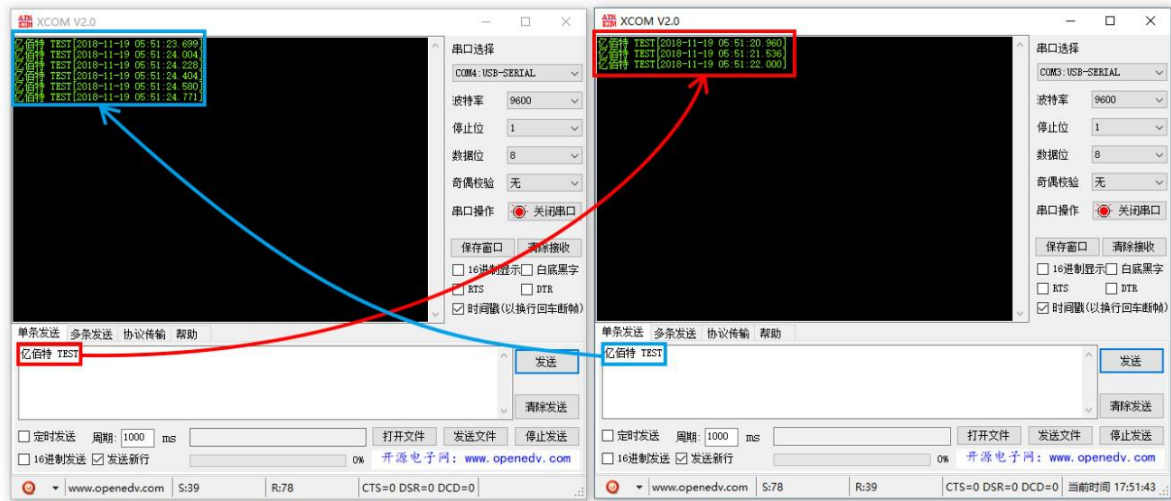 XCOM V2.0
亿佰特 TEST[2018-11-19 05:51:23.699]
亿佰特 TEST[2018-11-19 05:51:24.004]
亿佰特 TEST[2018-11-19 05:51:24.228]
亿佰特 TEST[2018-11-19 05:51:24.404]
亿佰特 TEST[2018-11-19 05:51:24.580]
亿佰特 TEST[2018-11-19 05:51:24.771]
串口选择
COM4:USB-SERIAL
波特率 9600
停止位 1
数据位 8
奇偶校验 无
串口操作 关闭串口
保存窗口 清除接收
16进制显示 白底黑字
RTS DTR
时间戳(以换行回车断帧)
单条发送 多条发送 协议传输 帮助
亿佰特 TEST
发送
清除发送
定时发送 周期: 1000 ms 打开文件 发送文件 停止发送
16进制发送 发送新行 0% 开源电子网: www.openedv.com
www.openedv.com S:39 R:78 CTS=0 DSR=0 DCD=0
XCOM V2.0
亿佰特 TEST[2018-11-19 05:51:20.960]
亿佰特 TEST[2018-11-19 05:51:21.536]
亿佰特 TEST[2018-11-19 05:51:22.000]
串口选择
COM3:USB-SERIAL
波特率 9600
停止位 1
数据位 8
奇偶校验 无
串口操作 关闭串口
保存窗口 清除接收
16进制显示 白底黑字
RTS DTR
时间戳(以换行回车断帧)
单条发送 多条发送 协议传输 帮助
亿佰特 TEST
发送
清除发送
定时发送 周期: 1000 ms 打开文件 发送文件 停止发送
16进制发送 发送新行 0% 开源电子网: www.openedv.com
www.openedv.com S:78 R:39 CTS=0 DSR=0 DCD=0 当前时间 17:51:43